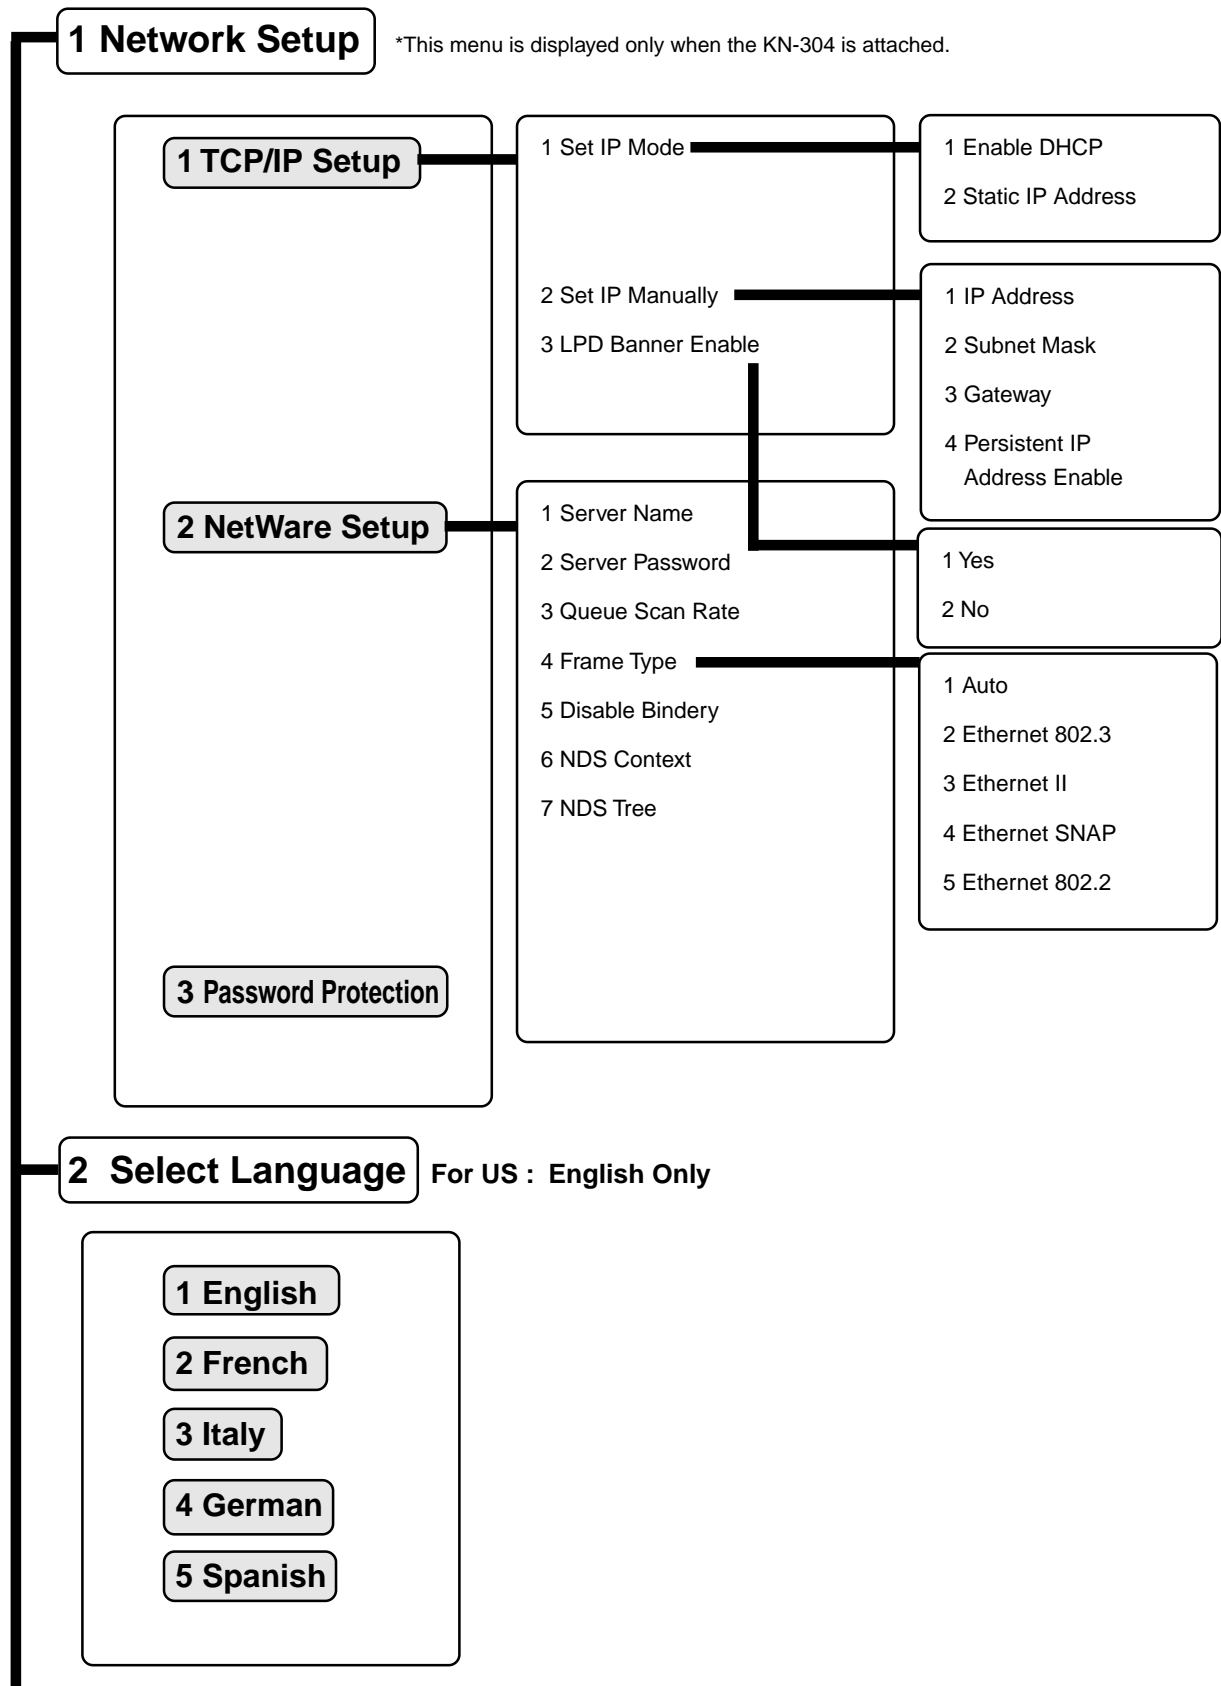 1 Network Setup
*This menu is displayed only when the KN-304 is attached.
1 TCP/IP Setup
1 Set IP Mode
1 Enable DHCP
2 Static IP Address
2 Set IP Manually
1 IP Address
2 Subnet Mask
3 Gateway
4 Persistent IP
Address Enable
3 LPD Banner Enable
1 Yes
2 No
2 NetWare Setup
1 Server Name
2 Server Password
3 Queue Scan Rate
4 Frame Type
1 Auto
2 Ethernet 802.3
3 Ethernet II
4 Ethernet SNAP
5 Ethernet 802.2
5 Disable Bindery
6 NDS Context
7 NDS Tree
3 Password Protection
2 Select Language
For US : English Only
1 English
2 French
3 Italy
4 German
5 Spanish